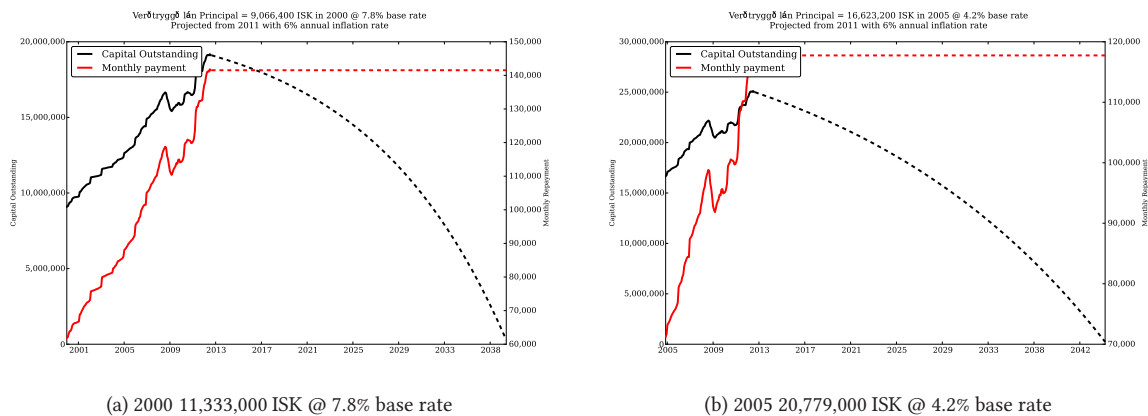 Verðtryggð lán Principal = 9,066,400 ISK in 2000 @ 7.8% base rate
Projected from 2011 with 6% annual inflation rate
Capital Outstanding
Monthly payment
20,000,000
15,000,000
10,000,000
5,000,000
0
Capital Outstanding
150,000
140,000
130,000
120,000
110,000
100,000
90,000
80,000
70,000
60,000
Monthly Repayment
2001 2005 2009 2013 2017 2021 2025 2029 2033 2038
(a) 2000 11,333,000 ISK @ 7.8% base rate
Verðtryggð lán Principal = 16,623,200 ISK in 2005 @ 4.2% base rate
Projected from 2011 with 6% annual inflation rate
Capital Outstanding
Monthly payment
30,000,000
25,000,000
20,000,000
15,000,000
10,000,000
5,000,000
0
Capital Outstanding
120,000
110,000
100,000
90,000
80,000
70,000
Monthly Repayment
2005 2009 2013 2017 2021 2025 2029 2033 2038 2042
(b) 2005 20,779,000 ISK @ 4.2% base rate